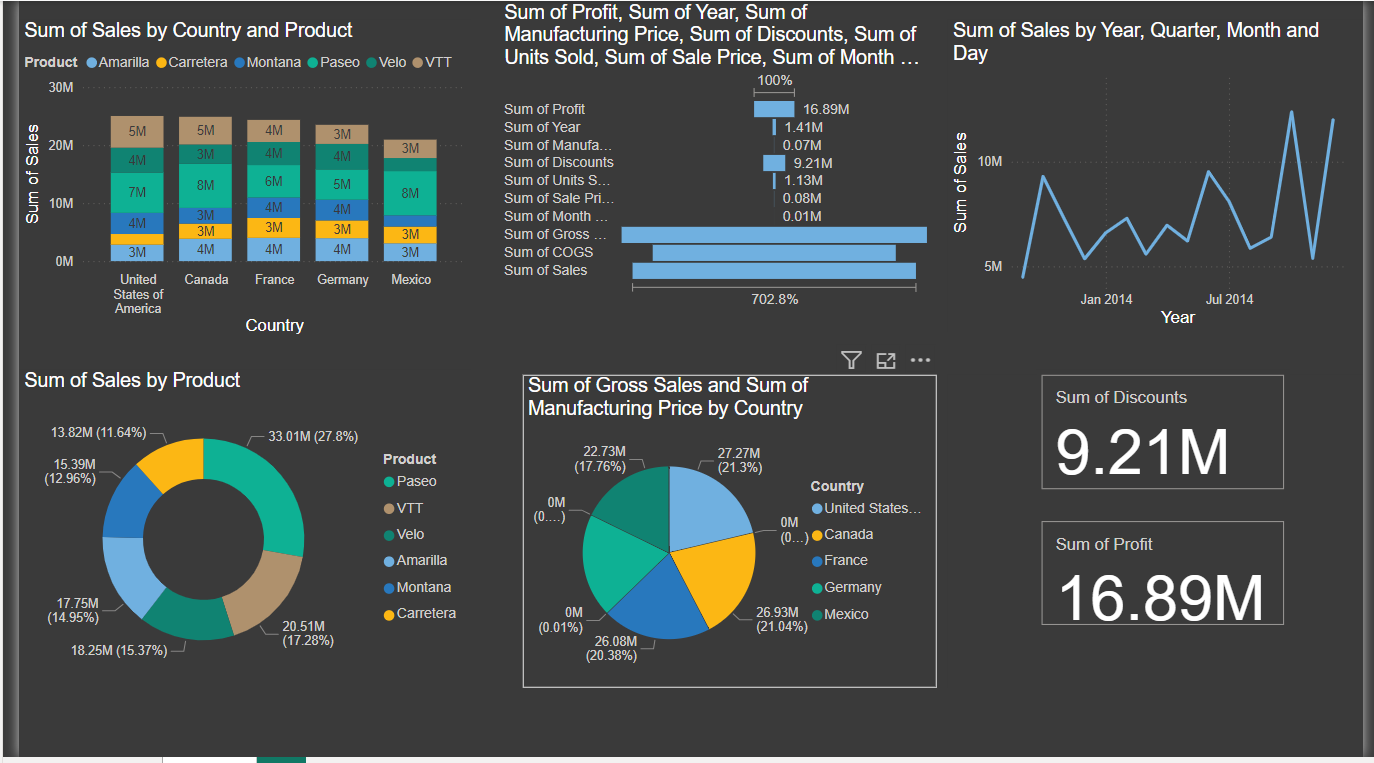 Sum of Sales by Country and Product
Product Amarilla Carretera Montana Paseo Velo VTT
30M
20M
10M
0M
Sum of Sales
5M
4M
7M
4M
3M
5M
3M
8M
3M
3M
4M
4M
4M
6M
4M
3M
4M
3M
4M
5M
4M
3M
4M
3M
8M
3M
3M
United
States of
America
Canada
France
Germany
Mexico
Country
Sum of Profit, Sum of Year, Sum of
Manufacturing Price, Sum of Discounts, Sum of
Units Sold, Sum of Sale Price, Sum of Month ...
100%
Sum of Profit 16.89M
Sum of Year 1.41M
Sum of Manufa... 0.07M
Sum of Discounts 9.21M
Sum of Units S... 1.13M
Sum of Sale Pri... 0.08M
Sum of Month ... 0.01M
Sum of Gross ...
Sum of COGS
Sum of Sales
702.8%
Sum of Sales by Year, Quarter, Month and
Day
Sum of Sales
10M
5M
Jan 2014 Jul 2014
Year
Sum of Sales by Product
13.82M (11.64%)
33.01M (27.8%)
15.39M
(12.96%)
17.75M
(14.95%)
18.25M (15.37%)
20.51M
(17.28%)
Product
Paseo
VTT
Velo
Amarilla
Montana
Carretera
Sum of Gross Sales and Sum of
Manufacturing Price by Country
22.73M
(17.76%)
27.27M
(21.3%)
0M
(0....)
0M
(0...)
0M
(0.01%)
26.08M
(20.38%)
26.93M
(21.04%)
Country
United States...
Canada
France
Germany
Mexico
Sum of Discounts
9.21M
Sum of Profit
16.89M